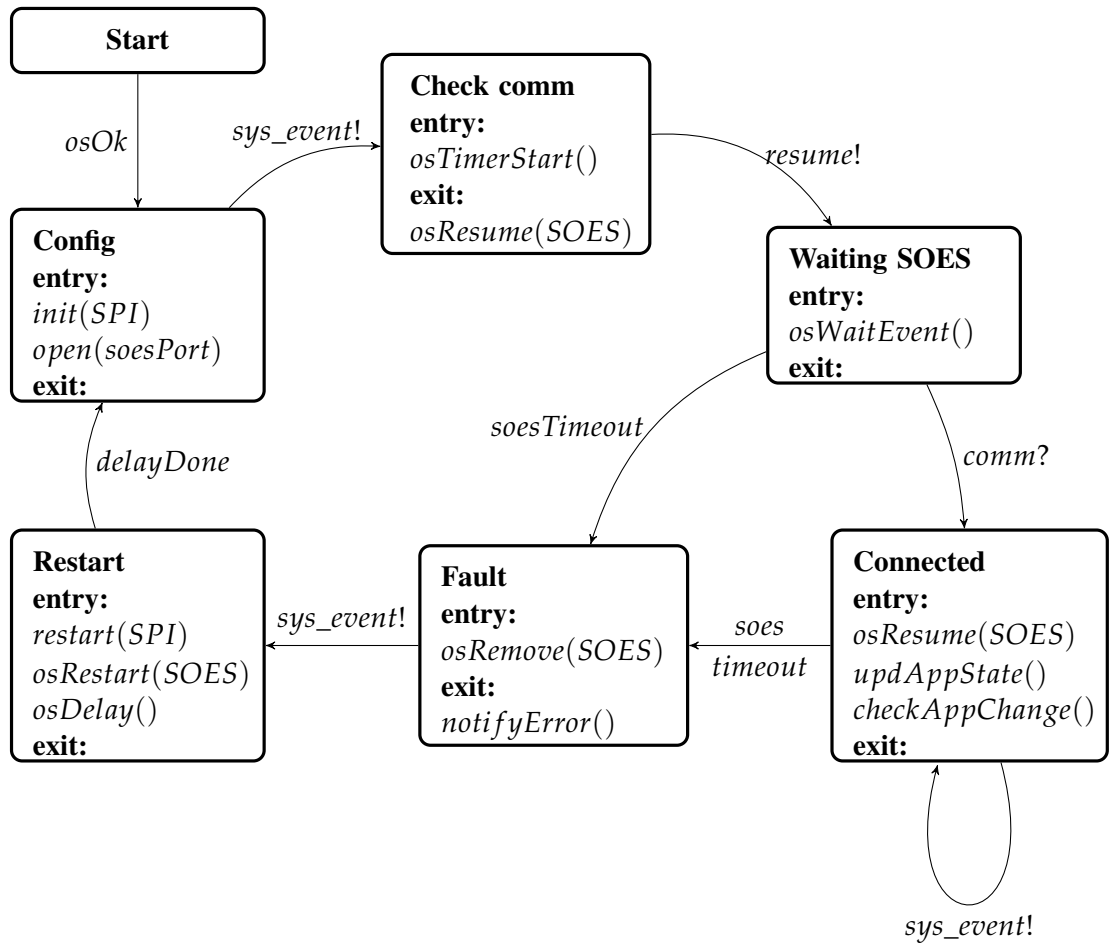 Start
osOk
sys_event!
Check comm
entry:
osTimerStart()
exit:
osResume(SOES)
resume!
Config
entry:
init(SPI)
open(soesPort)
exit:
Waiting SOES
entry:
osWaitEvent()
exit:
soesTimeout
comm?
delayDone
Restart
entry:
restart(SPI)
osRestart(SOES)
osDelay()
exit:
sys_event!
Fault
entry:
osRemove(SOES)
exit:
notifyError()
soes
timeout
Connected
entry:
osResume(SOES)
updAppState()
checkAppChange()
exit:
sys_event!